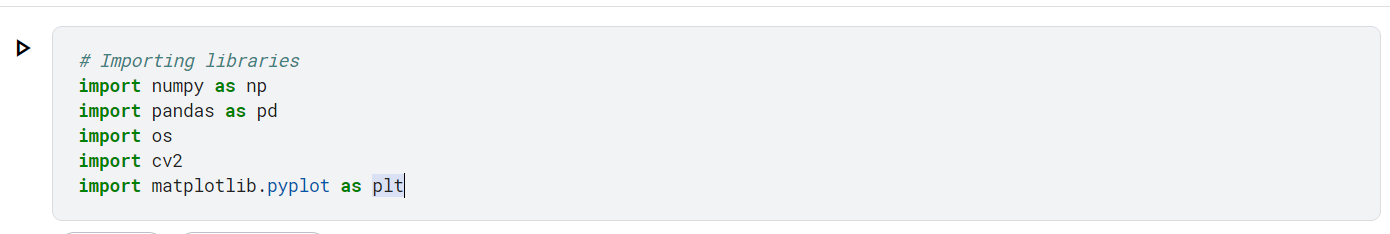 # Importing libraries
import numpy as np
import pandas as pd
import os
import cv2
import matplotlib.pyplot as plt